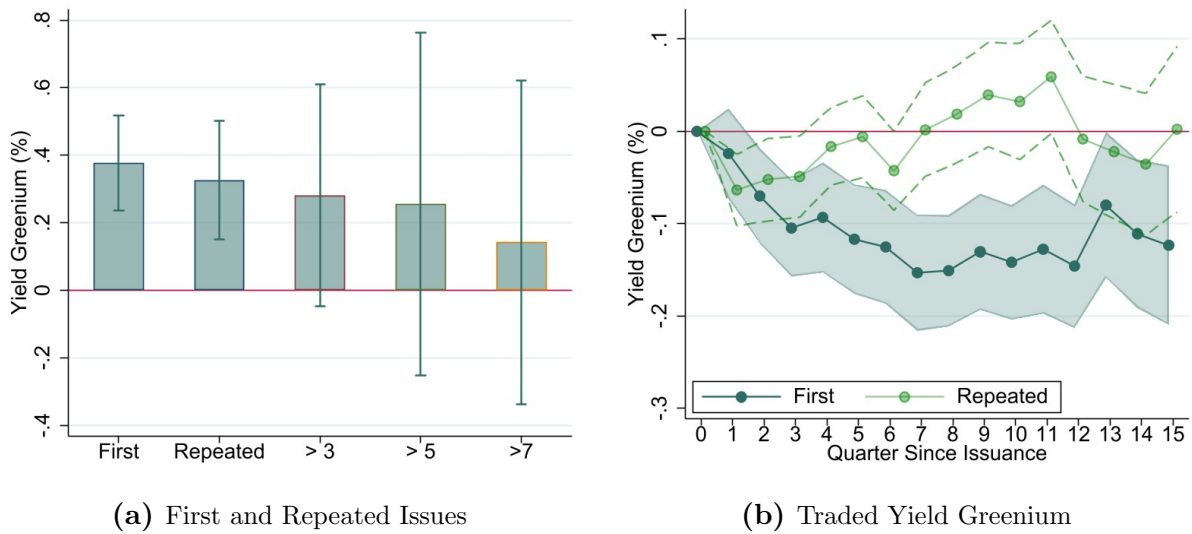 Yield Greenium (%)
.8
.6
.4
.2
0
-.2
-.4
First Repeated > 3 > 5 >7
(a) First and Repeated Issues
Yield Greenium (%)
.1
0
-.1
-.2
-.3
First Repeated
0 1 2 3 4 5 6 7 8 9 10 11 12 13 14 15
Quarter Since Issuance
(b) Traded Yield Greenium